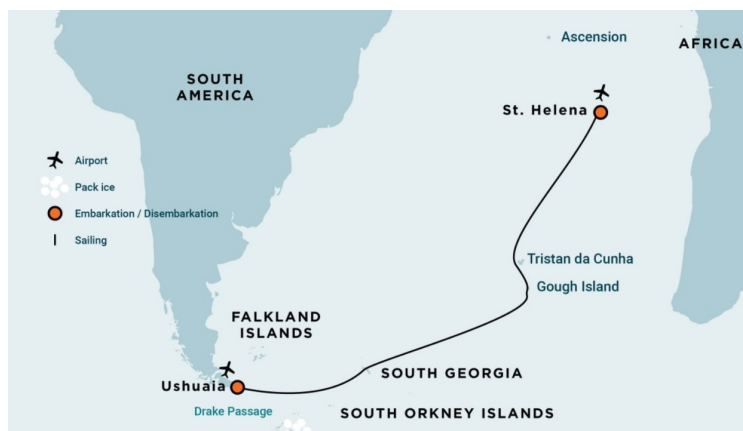 Ascension
AFRICA
SOUTH
AMERICA
St. Helena
Airport
Pack ice
Embarkation / Disembarkation
Sailing
Tristan da Cunha
Gough Island
FALKLAND
ISLANDS
SOUTH GEORGIA
Ushuaia
Drake Passage
SOUTH ORKNEY ISLANDS